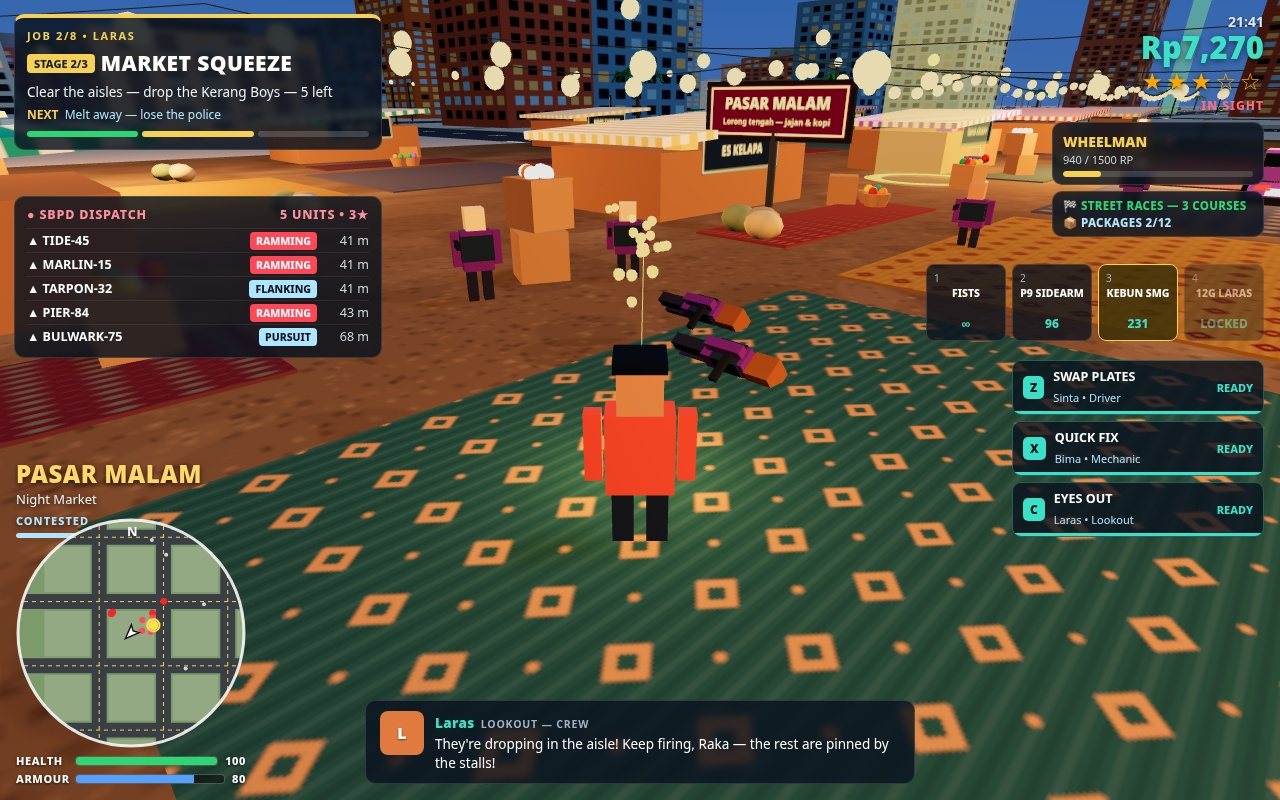 JOB 2/8 • LARAS
STAGE 2/3 MARKET SQUEEZE
Clear the aisles — drop the Kerang Boys — 5 left
NEXT Melt away — lose the police
● SBPD DISPATCH 5 UNITS • 3★
▲ TIDE-45 RAMMING 41 m
▲ MARLIN-15 RAMMING 41 m
▲ TARPON-32 FLANKING 41 m
▲ PIER-84 RAMMING 43 m
▲ BULWARK-75 PURSUIT 68 m
PASAR MALAM
Lorong tengah — jajan & kopi
ES KELAPA
21:41
Rp7,270
★ ★ ★ ☆ ☆
IN SIGHT
WHEELMAN
940 / 1500 RP
🏁 STREET RACES — 3 COURSES
📦 PACKAGES 2/12
1 FISTS ∞
2 P9 SIDEARM 96
3 KEBUN SMG 231
4 12G LARAS LOCKED
Z SWAP PLATES READY
Sinta • Driver
X QUICK FIX READY
Bima • Mechanic
C EYES OUT READY
Laras • Lookout
PASAR MALAM
Night Market
CONTESTED
N
HEALTH 100
ARMOUR 80
L
Laras LOOKOUT — CREW
They're dropping in the aisle! Keep firing, Raka — the rest are pinned by
the stalls!